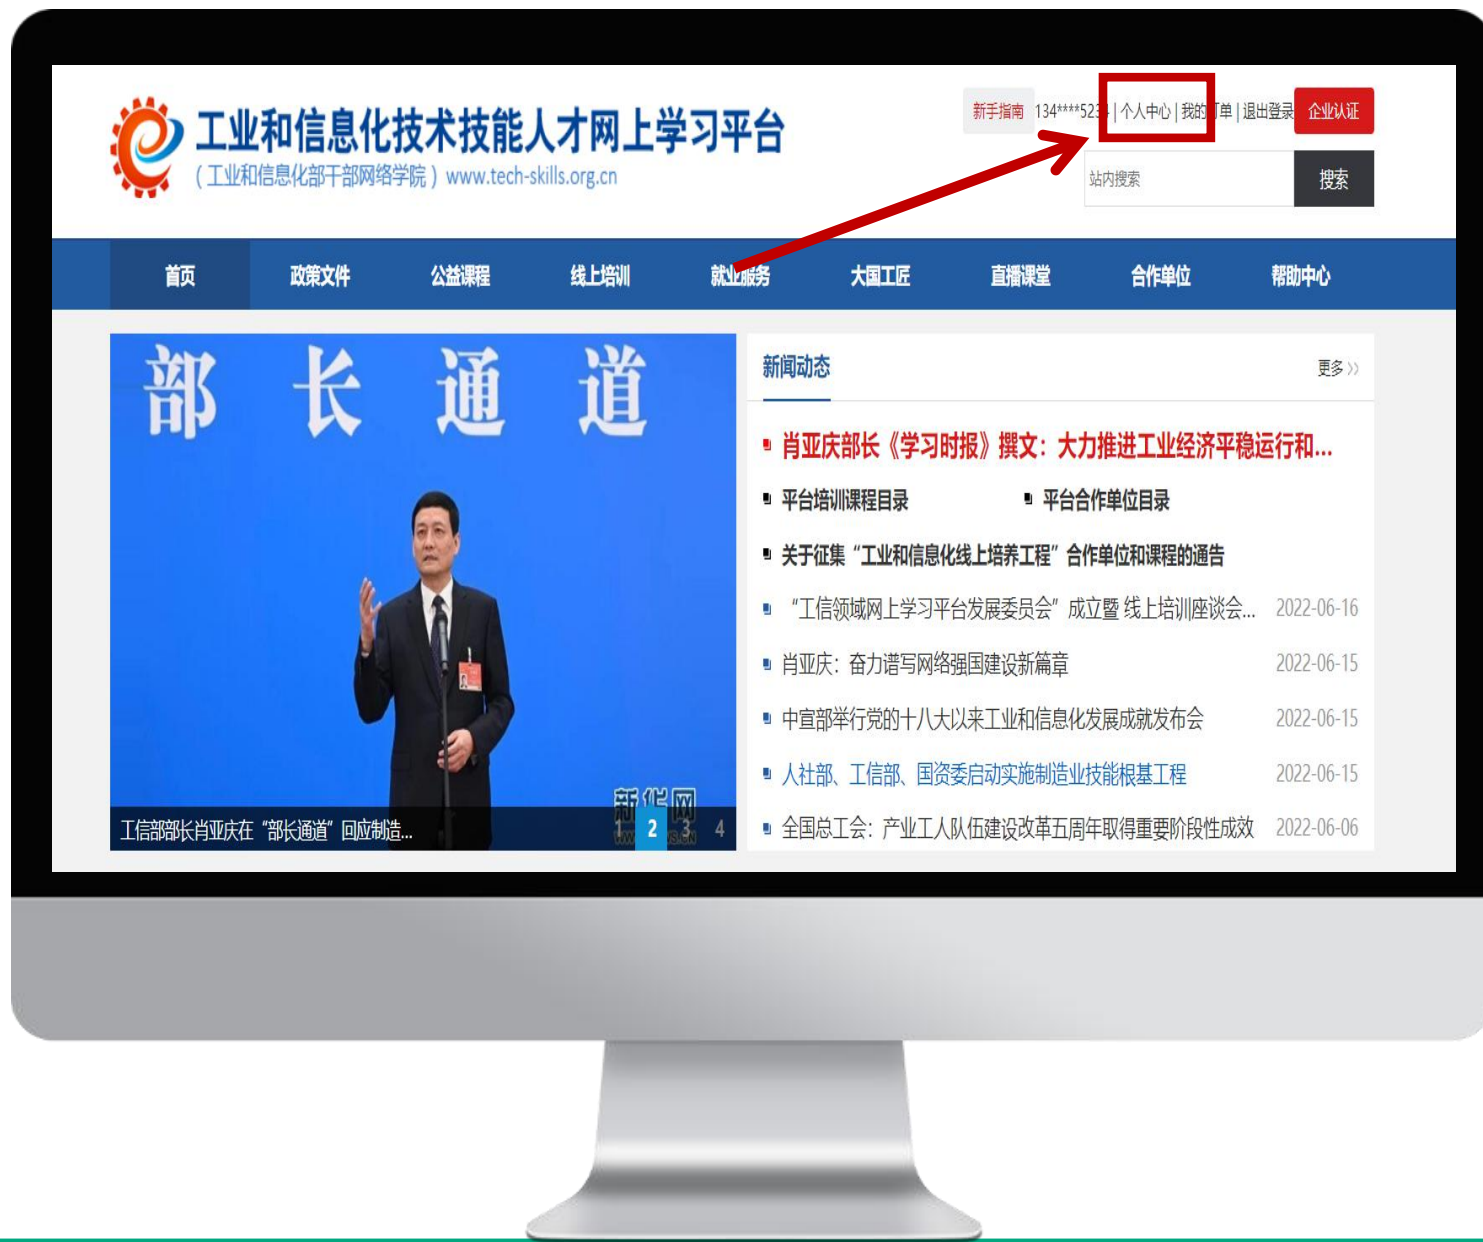 工业和信息化技术技能人才网上学习平台
(工业和信息化部干部网络学院) www.tech-skills.org.cn
新手指南 134****5234 | 个人中心 | 我的订单 | 退出登录 企业认证
站内搜索 搜索
首页 政策文件 公益课程 线上培训 就业服务 大国工匠 直播课堂 合作单位 帮助中心
部长通道
新华网
工信部部长肖亚庆在“部长通道”回应制造...
1 2 3 4
新闻动态 更多 >>
肖亚庆部长《学习时报》撰文：大力推进工业经济平稳运行和...
平台培训课程目录 平台合作单位目录
关于征集“工业和信息化线上培养工程”合作单位和课程的通告
“工信领域网上学习平台发展委员会”成立暨 线上培训座谈会... 2022-06-16
肖亚庆：奋力谱写网络强国建设新篇章 2022-06-15
中宣部举行党的十八大以来工业和信息化发展成就发布会 2022-06-15
人社部、工信部、国资委启动实施制造业技能根基工程 2022-06-15
全国总工会：产业工人队伍建设改革五周年取得重要阶段性成效 2022-06-06